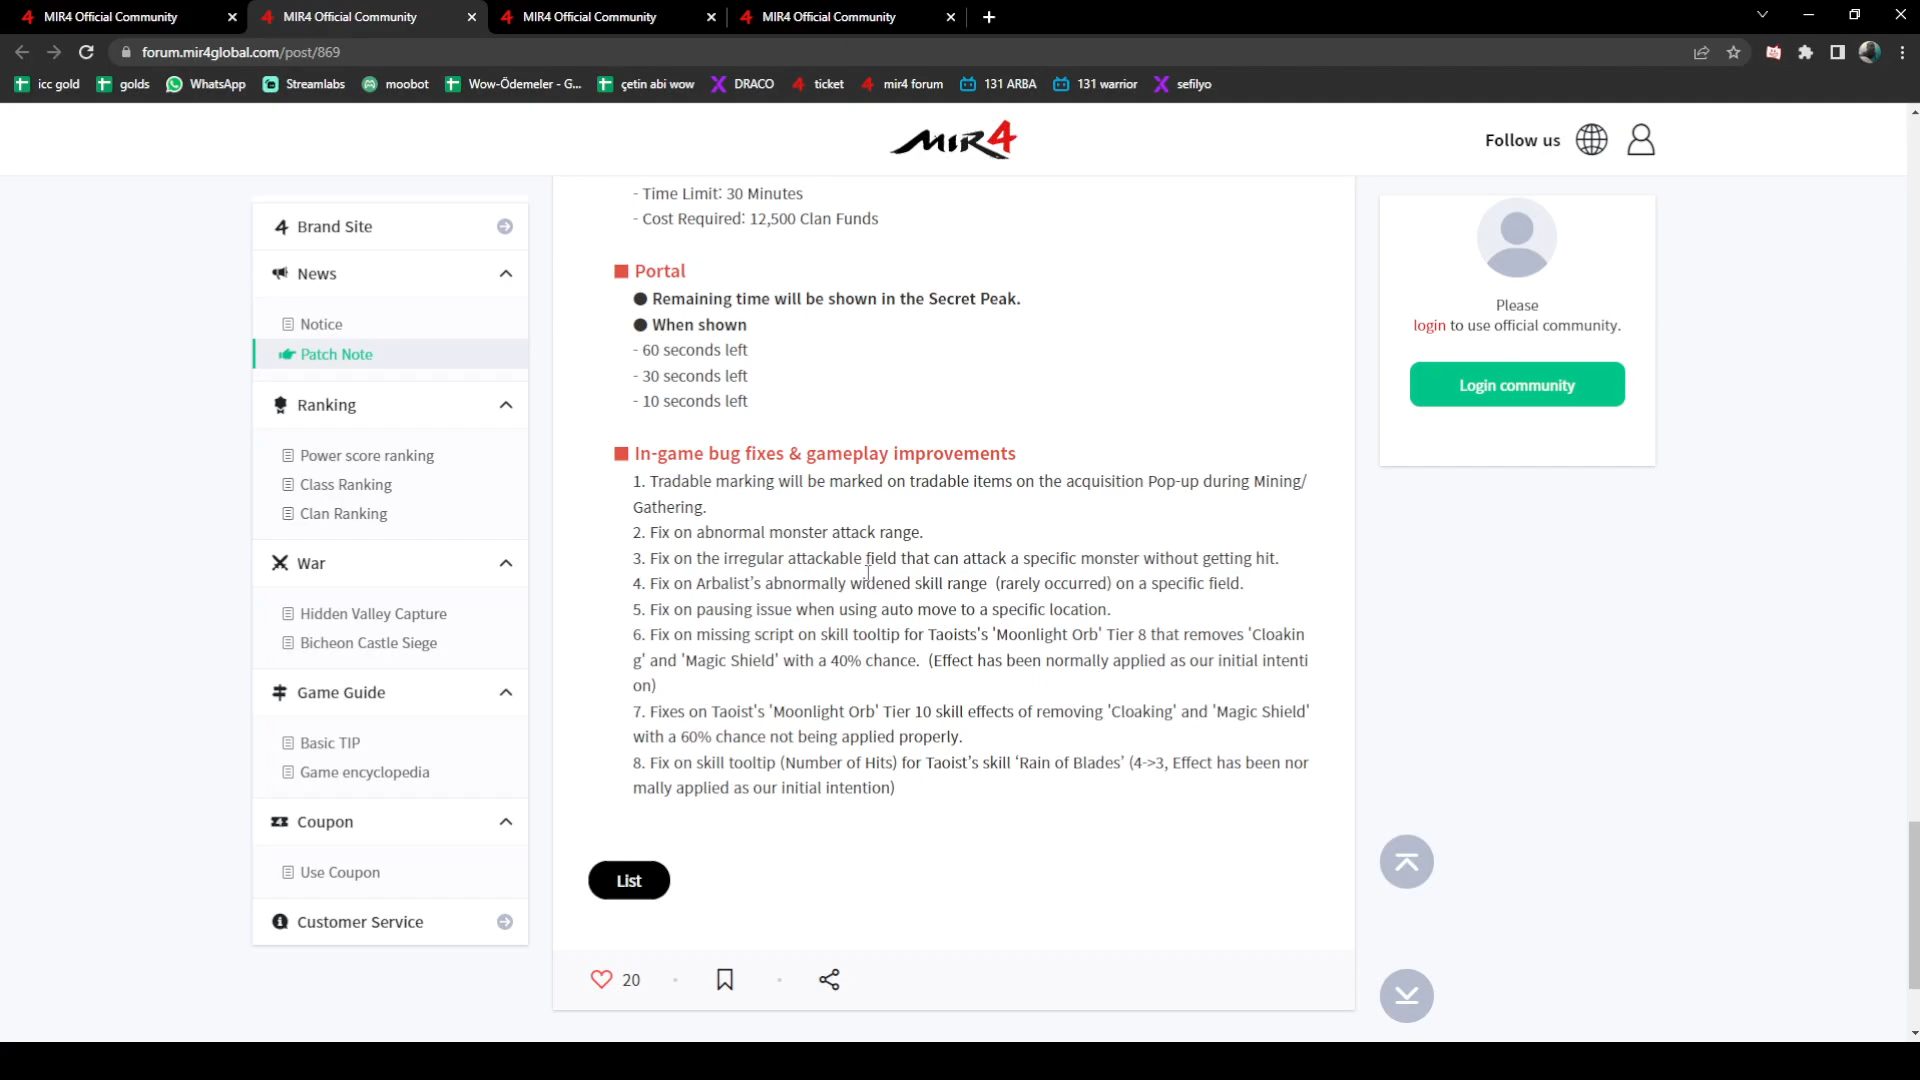 MIR4 Official Community
MIR4 Official Community
MIR4 Official Community
MIR4 Official Community
forum.mir4global.com/post/869
icc gold
golds
WhatsApp
Streamlabs
moobot
Wow-Ödemeler - G...
çetin abi wow
DRACO
ticket
mir4 forum
131 ARBA
131 warrior
sefilyo
MIR4
Follow us
Brand Site
News
Notice
Patch Note
Ranking
Power score ranking
Class Ranking
Clan Ranking
War
Hidden Valley Capture
Bicheon Castle Siege
Game Guide
Basic TIP
Game encyclopedia
Coupon
Use Coupon
Customer Service
- Time Limit: 30 Minutes
- Cost Required: 12,500 Clan Funds
■ Portal
● Remaining time will be shown in the Secret Peak.
● When shown
- 60 seconds left
- 30 seconds left
- 10 seconds left
■ In-game bug fixes & gameplay improvements
1. Tradable marking will be marked on tradable items on the acquisition Pop-up during Mining/
Gathering.
2. Fix on abnormal monster attack range.
3. Fix on the irregular attackable field that can attack a specific monster without getting hit.
4. Fix on Arbalist's abnormally widened skill range (rarely occurred) on a specific field.
5. Fix on pausing issue when using auto move to a specific location.
6. Fix on missing script on skill tooltip for Taoists's 'Moonlight Orb' Tier 8 that removes 'Cloakin
g' and 'Magic Shield' with a 40% chance. (Effect has been normally applied as our initial intenti
on)
7. Fixes on Taoist's 'Moonlight Orb' Tier 10 skill effects of removing 'Cloaking' and 'Magic Shield'
with a 60% chance not being applied properly.
8. Fix on skill tooltip (Number of Hits) for Taoist's skill 'Rain of Blades' (4->3, Effect has been nor
mally applied as our initial intention)
List
20
Please
login to use official community.
Login community